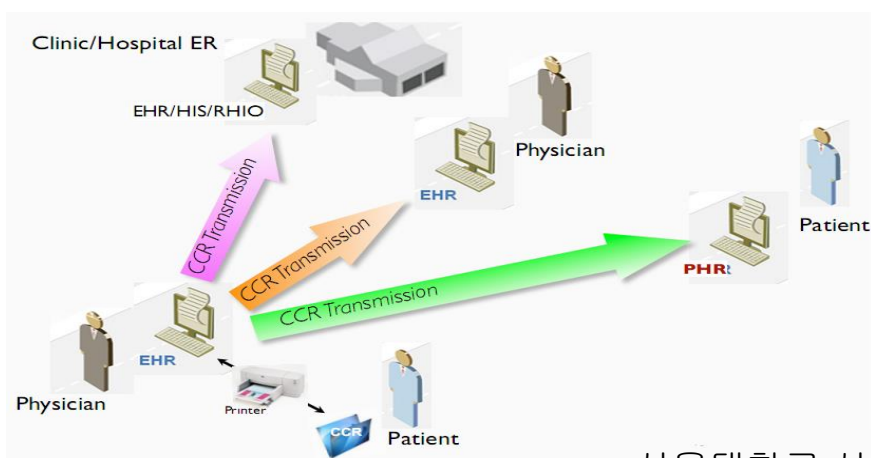 Clinic/Hospital ER
EHR/HIS/RHIO
Physician
EHR
Patient
PHR
CCR Transmission
CCR Transmission
CCR Transmission
EHR
Physician
Printer
CCR
Patient